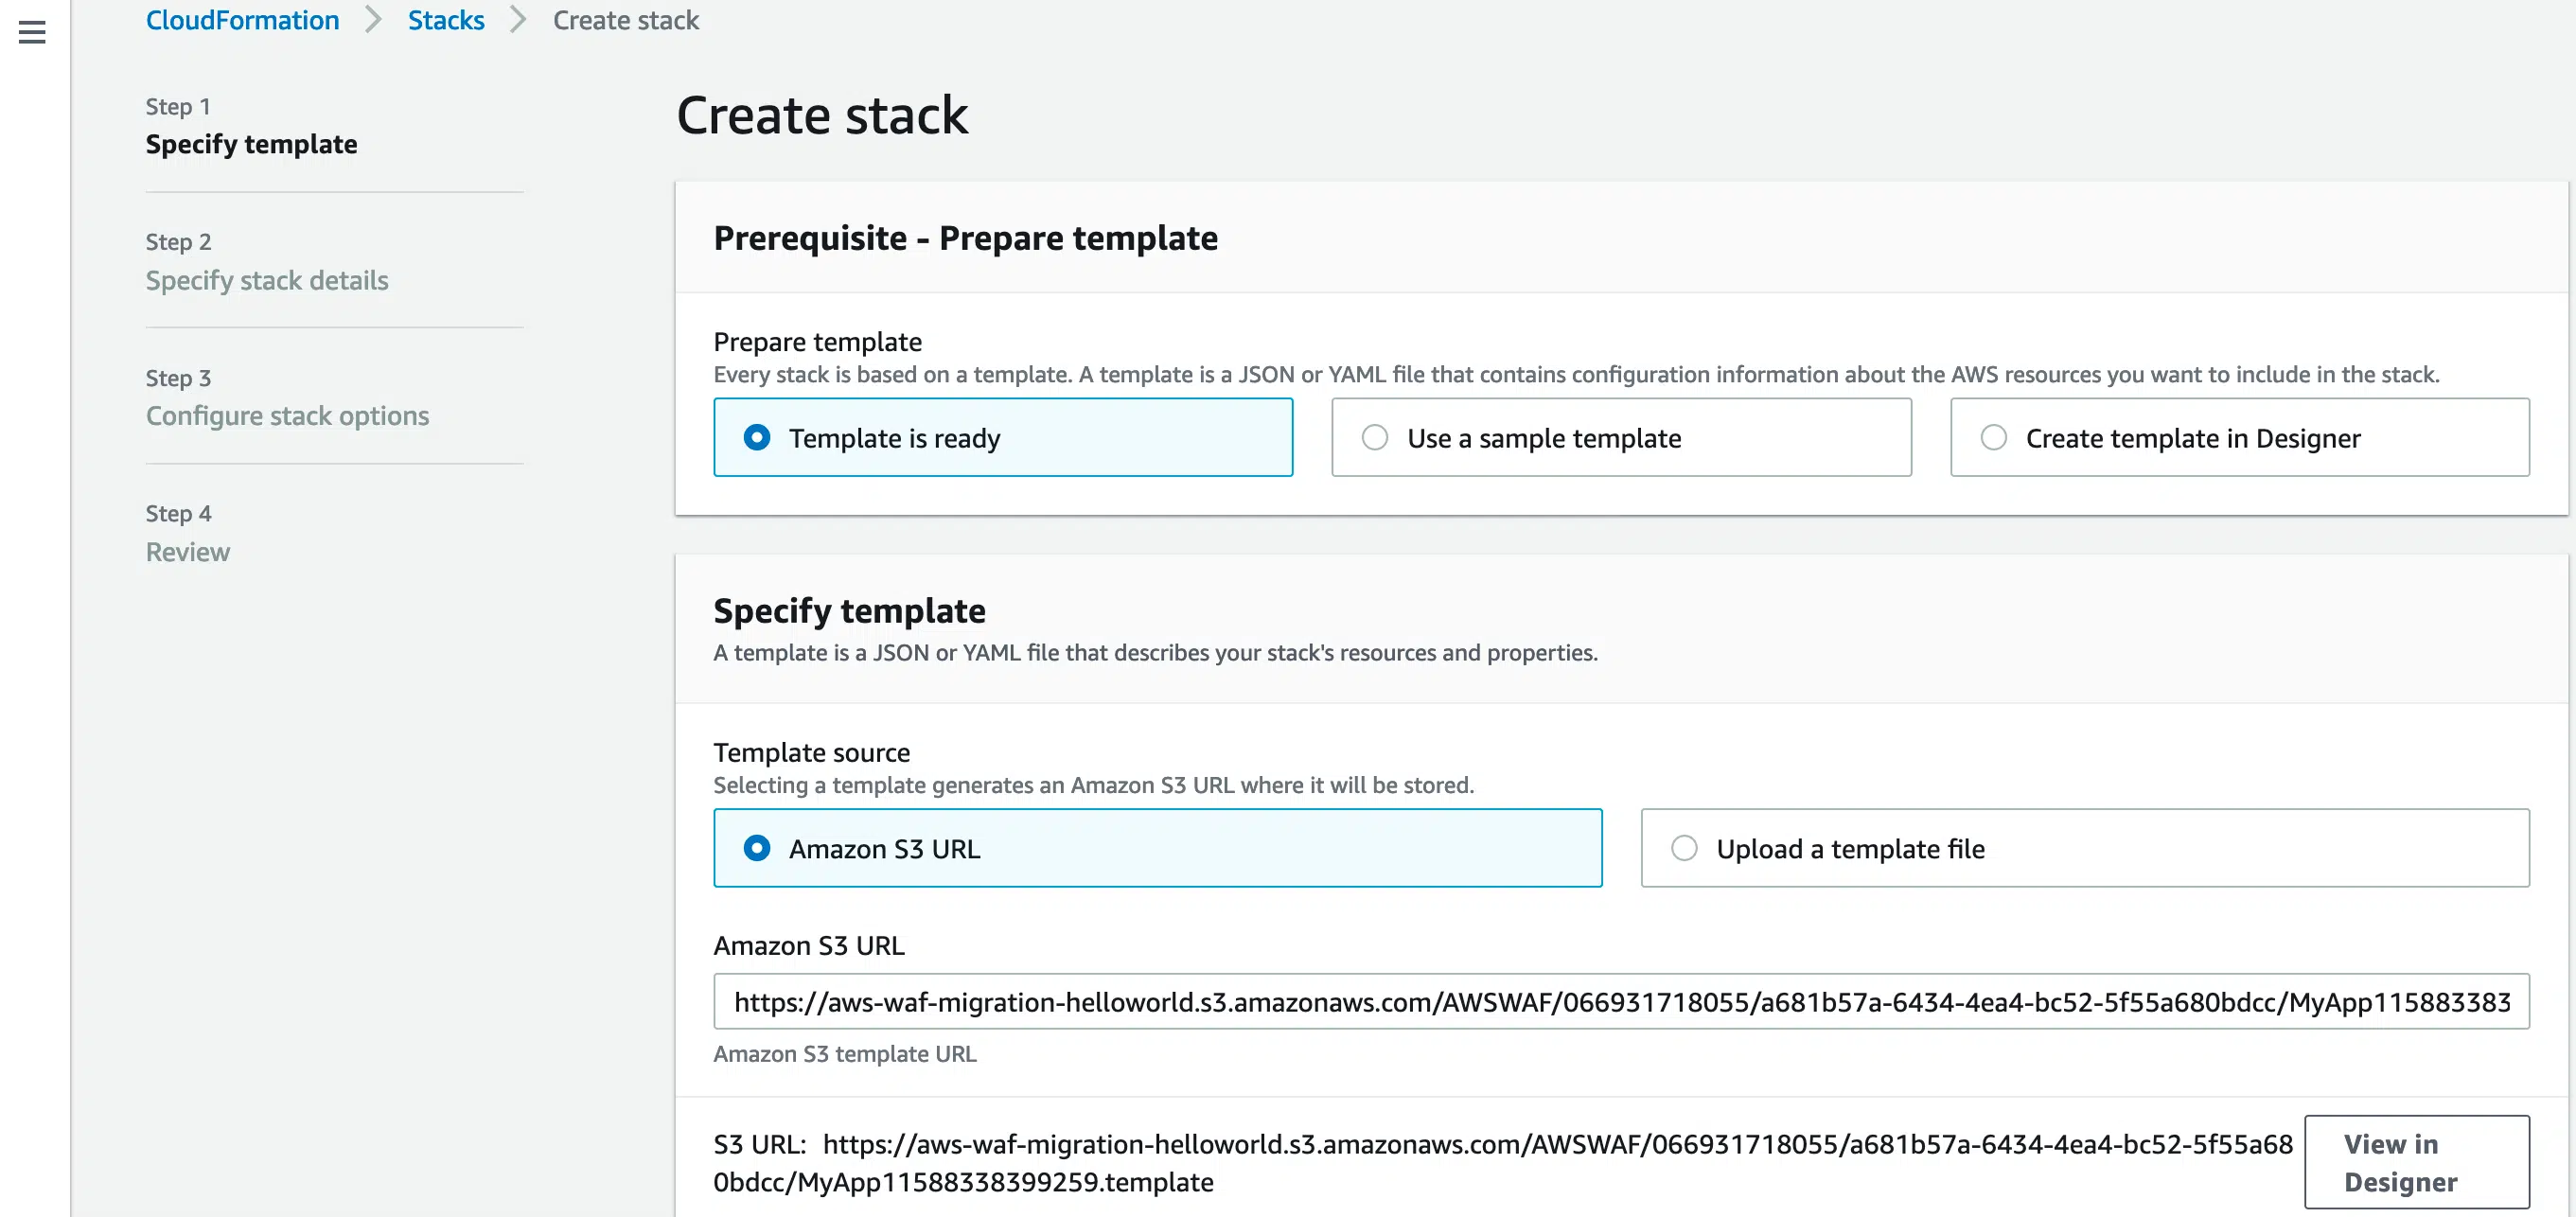 CloudFormation > Stacks > Create stack
Step 1
Specify template
Step 2
Specify stack details
Step 3
Configure stack options
Step 4
Review
Create stack
Prerequisite - Prepare template
Prepare template
Every stack is based on a template. A template is a JSON or YAML file that contains configuration information about the AWS resources you want to include in the stack.
Template is ready
Use a sample template
Create template in Designer
Specify template
A template is a JSON or YAML file that describes your stack's resources and properties.
Template source
Selecting a template generates an Amazon S3 URL where it will be stored.
Amazon S3 URL
Upload a template file
Amazon S3 URL
https://aws-waf-migration-helloworld.s3.amazonaws.com/AWSWAF/066931718055/a681b57a-6434-4ea4-bc52-5f55a680bdcc/MyApp115883383
Amazon S3 template URL
S3 URL: https://aws-waf-migration-helloworld.s3.amazonaws.com/AWSWAF/066931718055/a681b57a-6434-4ea4-bc52-5f55a68
0bdcc/MyApp11588338399259.template
View in
Designer